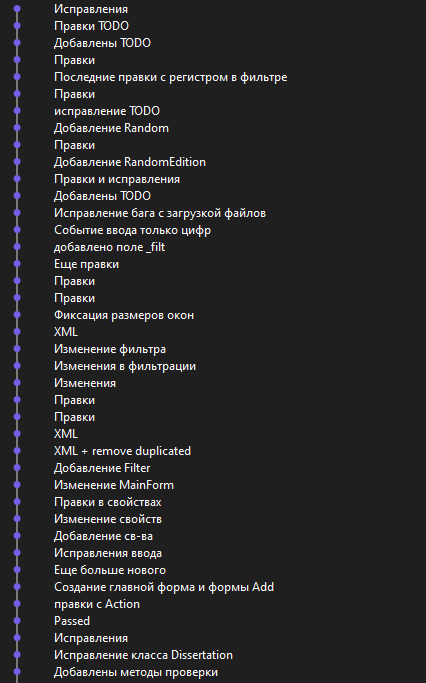 Исправления
Правки TODO
Добавлены TODO
Правки
Последние правки с регистром в фильтре
Правки
исправление TODO
Добавление Random
Правки
Добавление RandomEdition
Правки и исправления
Добавлены TODO
Исправление бага с загрузкой файлов
Событие ввода только цифр
добавлено поле _filt
Еще правки
Правки
Правки
Фиксация размеров окон
XML
Изменение фильтра
Изменения в фильтрации
Изменения
Правки
Правки
XML
XML + remove duplicated
Добавление Filter
Изменение MainForm
Правки в свойствах
Изменение свойств
Добавление св-ва
Исправления ввода
Еще больше нового
Создание главной форма и формы Add
правки с Action
Passed
Исправления
Исправление класса Dissertation
Добавлены методы проверки